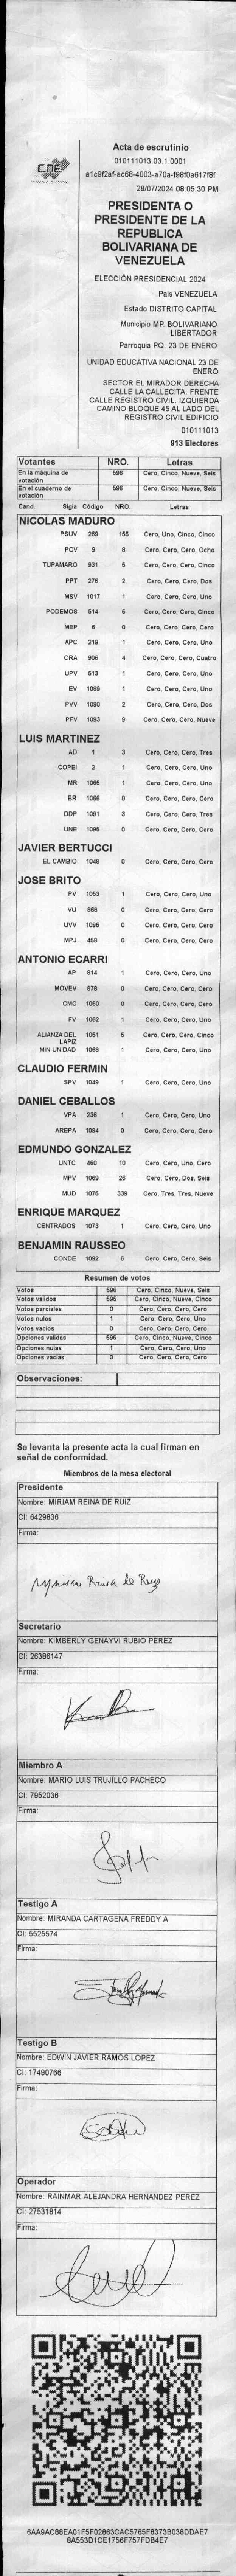 Acta de escrutinio
010111013.03.1.0001
a1c9f2af-ac68-4003-a70a-f98f0a617f8f
28/07/2024 08:05:30 PM
CNE
PRESIDENTA O
PRESIDENTE DE LA
REPUBLICA
BOLIVARIANA DE
VENEZUELA
ELECCIÓN PRESIDENCIAL 2024
Pais VENEZUELA
Estado DISTRITO CAPITAL
Municipio MP. BOLIVARIANO
LIBERTADOR
Parroquia PQ. 23 DE ENERO
UNIDAD EDUCATIVA NACIONAL 23 DE
ENERO
SECTOR EL MIRADOR DERECHA
CALLE LA CALLECITA. FRENTE
CALLE REGISTRO CIVIL. IZQUIERDA
CAMINO BLOQUE 45 AL LADO DEL
REGISTRO CIVIL EDIFICIO
010111013
913 Electores
Votantes NRO. Letras
En la máquina de votación 596 Cero, Cinco, Nueve, Seis
En el cuaderno de votación 596 Cero, Cinco, Nueve, Seis
Cand. Sigla Código NRO. Letras
NICOLAS MADURO
PSUV 269 155 Cero, Uno, Cinco, Cinco
PCV 9 8 Cero, Cero, Cero, Ocho
TUPAMARO 931 5 Cero, Cero, Cero, Cinco
PPT 276 2 Cero, Cero, Cero, Dos
MSV 1017 1 Cero, Cero, Cero, Uno
PODEMOS 514 5 Cero, Cero, Cero, Cinco
MEP 6 0 Cero, Cero, Cero, Cero
APC 219 1 Cero, Cero, Cero, Uno
ORA 906 4 Cero, Cero, Cero, Cuatro
UPV 513 1 Cero, Cero, Cero, Uno
EV 1089 1 Cero, Cero, Cero, Uno
PVV 1090 2 Cero, Cero, Cero, Dos
PFV 1093 9 Cero, Cero, Cero, Nueve
LUIS MARTINEZ
AD 1 3 Cero, Cero, Cero, Tres
COPEI 2 1 Cero, Cero, Cero, Uno
MR 1065 1 Cero, Cero, Cero, Uno
BR 1066 0 Cero, Cero, Cero, Cero
DDP 1091 3 Cero, Cero, Cero, Tres
UNE 1095 0 Cero, Cero, Cero, Cero
JAVIER BERTUCCI
EL CAMBIO 1048 0 Cero, Cero, Cero, Cero
JOSE BRITO
PV 1053 1 Cero, Cero, Cero, Uno
VU 968 0 Cero, Cero, Cero, Cero
UVV 1096 0 Cero, Cero, Cero, Cero
MPJ 458 0 Cero, Cero, Cero, Cero
ANTONIO ECARRI
AP 814 1 Cero, Cero, Cero, Uno
MOVEV 878 0 Cero, Cero, Cero, Cero
CMC 1050 0 Cero, Cero, Cero, Cero
FV 1062 1 Cero, Cero, Cero, Uno
ALIANZA DEL LAPIZ 1051 5 Cero, Cero, Cero, Cinco
MIN UNIDAD 1068 1 Cero, Cero, Cero, Uno
CLAUDIO FERMIN
SPV 1049 1 Cero, Cero, Cero, Uno
DANIEL CEBALLOS
VPA 236 1 Cero, Cero, Cero, Uno
AREPA 1094 0 Cero, Cero, Cero, Cero
EDMUNDO GONZALEZ
UNTC 460 10 Cero, Cero, Uno, Cero
MPV 1069 26 Cero, Cero, Dos, Seis
MUD 1075 339 Cero, Tres, Tres, Nueve
ENRIQUE MARQUEZ
CENTRADOS 1073 1 Cero, Cero, Cero, Uno
BENJAMIN RAUSSEO
CONDE 1092 6 Cero, Cero, Cero, Seis
Resumen de votos
Votos 596 Cero, Cinco, Nueve, Seis
Votos validos 595 Cero, Cinco, Nueve, Cinco
Votos parciales 0 Cero, Cero, Cero, Cero
Votos nulos 1 Cero, Cero, Cero, Uno
Votos vacios 0 Cero, Cero, Cero, Cero
Opciones validas 595 Cero, Cinco, Nueve, Cinco
Opciones nulas 1 Cero, Cero, Cero, Uno
Opciones vacias 0 Cero, Cero, Cero, Cero
Observaciones:
Se levanta la presente acta la cual firman en
señal de conformidad.
Miembros de la mesa electoral
Presidente
Nombre: MIRIAM REINA DE RUIZ
CI: 6429836
Firma:
Secretario
Nombre: KIMBERLY GENAYVI RUBIO PEREZ
CI: 26386147
Firma:
Miembro A
Nombre: MARIO LUIS TRUJILLO PACHECO
CI: 7952036
Firma:
Testigo A
Nombre: MIRANDA CARTAGENA FREDDY A
CI: 5525574
Firma:
Testigo B
Nombre: EDWIN JAVIER RAMOS LOPEZ
CI: 17490766
Firma:
Operador
Nombre: RAINMAR ALEJANDRA HERNANDEZ PEREZ
CI: 27531814
Firma:
6AA9AC88EA01F5F02863CAC5765F8373B038DDAE7
8A553D1CE1756F757FDB4E7